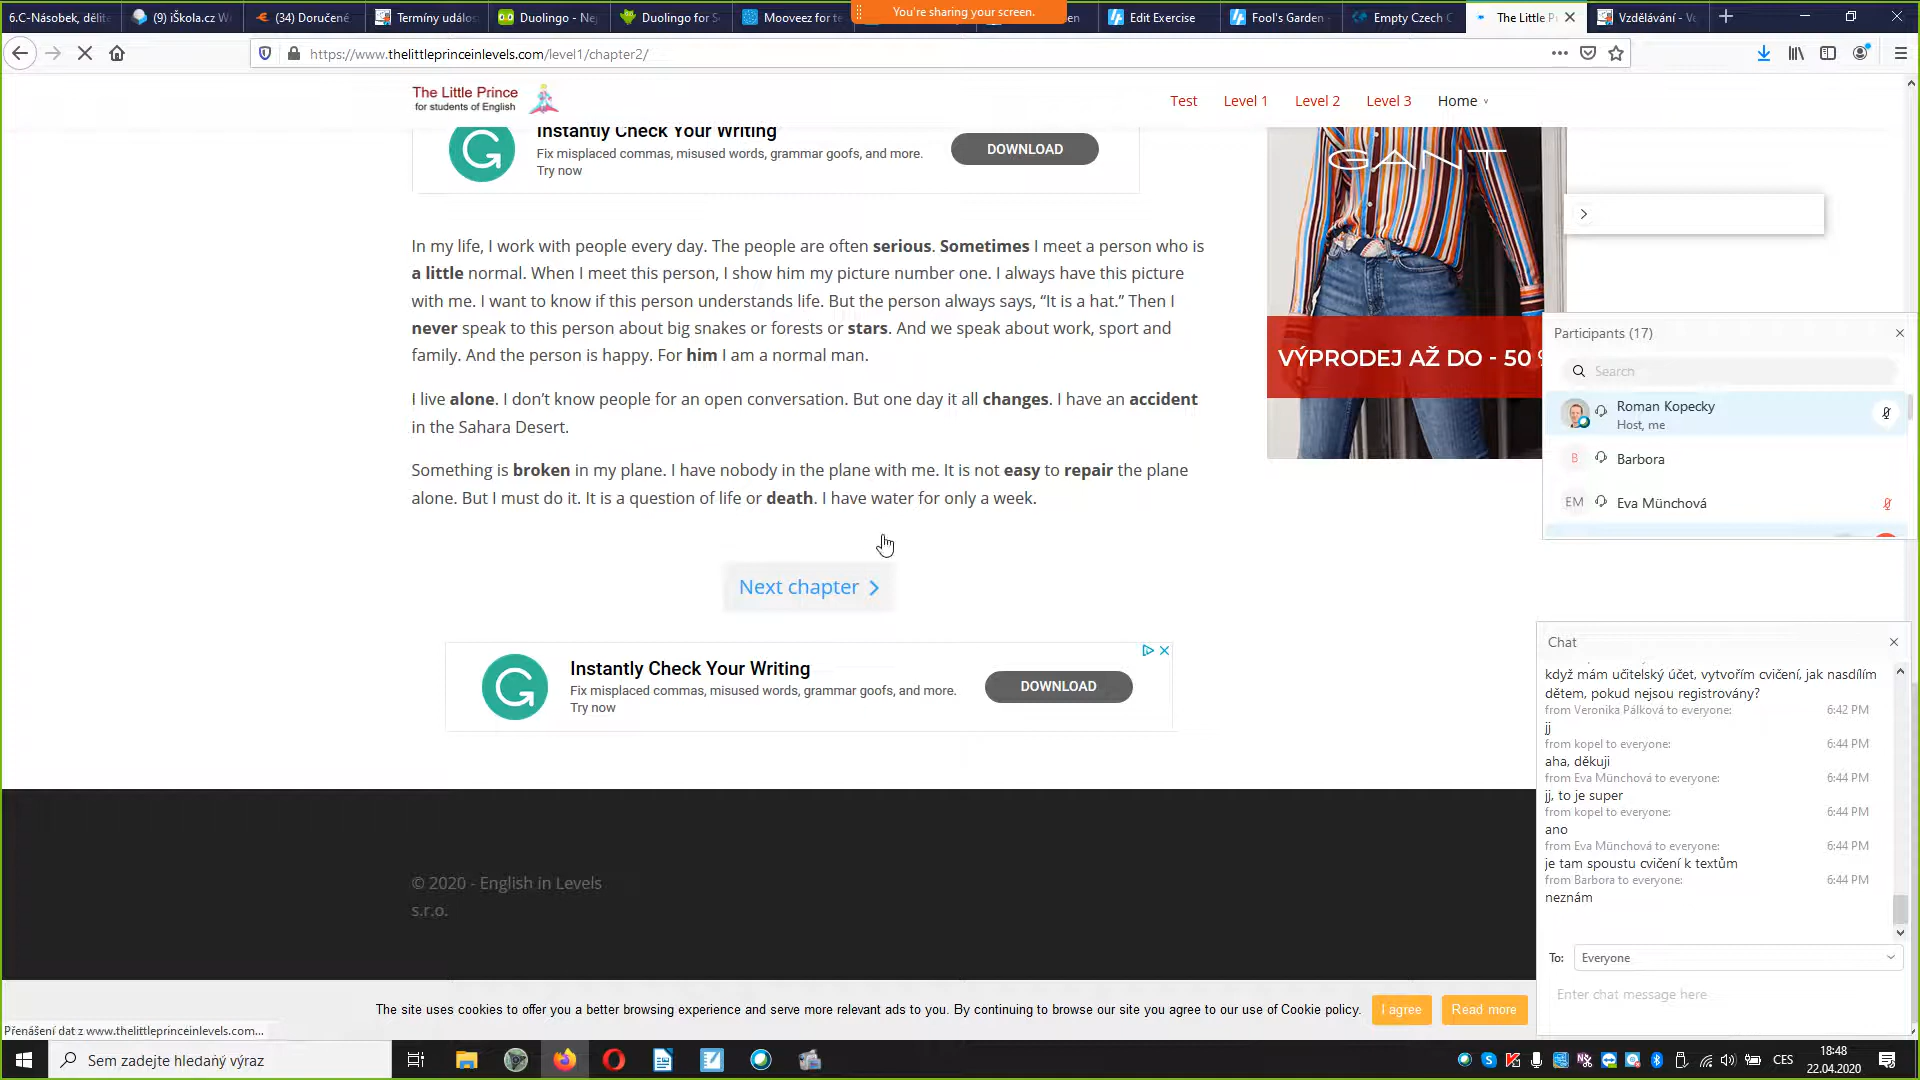 6.C-Násobek, dělite
(9) iŠkola.cz W
(34) Doručené
Termíny událos
Duolingo - Nej
Duolingo for S
Mooveez for te
You're sharing your screen.
en
Edit Exercise
Fool's Garden -
Empty Czech C
The Little P
Vzdělávání - Ve
https://www.thelittleprinceinlevels.com/level1/chapter2/
The Little Prince
for students of English
Test
Level 1
Level 2
Level 3
Home
Instantly Check Your Writing
Fix misplaced commas, misused words, grammar goofs, and more.
Try now
DOWNLOAD
GANT
VÝPRODEJ AŽ DO - 50 %
In my life, I work with people every day. The people are often serious. Sometimes I meet a person who is
a little normal. When I meet this person, I show him my picture number one. I always have this picture
with me. I want to know if this person understands life. But the person always says, “It is a hat.” Then I
never speak to this person about big snakes or forests or stars. And we speak about work, sport and
family. And the person is happy. For him I am a normal man.
I live alone. I don’t know people for an open conversation. But one day it all changes. I have an accident
in the Sahara Desert.
Something is broken in my plane. I have nobody in the plane with me. It is not easy to repair the plane
alone. But I must do it. It is a question of life or death. I have water for only a week.
Next chapter
Instantly Check Your Writing
Fix misplaced commas, misused words, grammar goofs, and more.
Try now
DOWNLOAD
© 2020 - English in Levels
s.r.o.
The site uses cookies to offer you a better browsing experience and serve more relevant ads to you. By continuing to browse our site you agree to our use of Cookie policy.
I agree
Read more
Přenášení dat z www.thelittleprinceinlevels.com...
Participants (17)
Search
Roman Kopecky
Host, me
B
Barbora
EM
Eva Münchová
Chat
když mám učitelský účet, vytvořím cvičení, jak nasdílím
dětem, pokud nejsou registrovány?
from Veronika Pálková to everyone: 6:42 PM
jj
from kopel to everyone: 6:44 PM
aha, děkuji
from Eva Münchová to everyone: 6:44 PM
jj, to je super
from kopel to everyone: 6:44 PM
ano
from Eva Münchová to everyone: 6:44 PM
je tam spoustu cvičení k textům
from Barbora to everyone: 6:44 PM
neznám
To: Everyone
Enter chat message here
Sem zadejte hledaný výraz
CES
18:48
22.04.2020